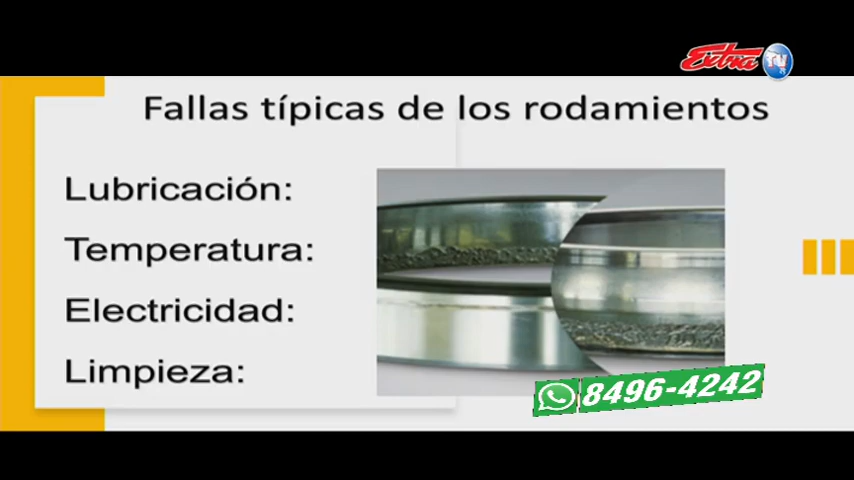 Extra
TV
Fallas típicas de los rodamientos
Lubricación:
Temperatura:
Electricidad:
Limpieza:
8496-4242